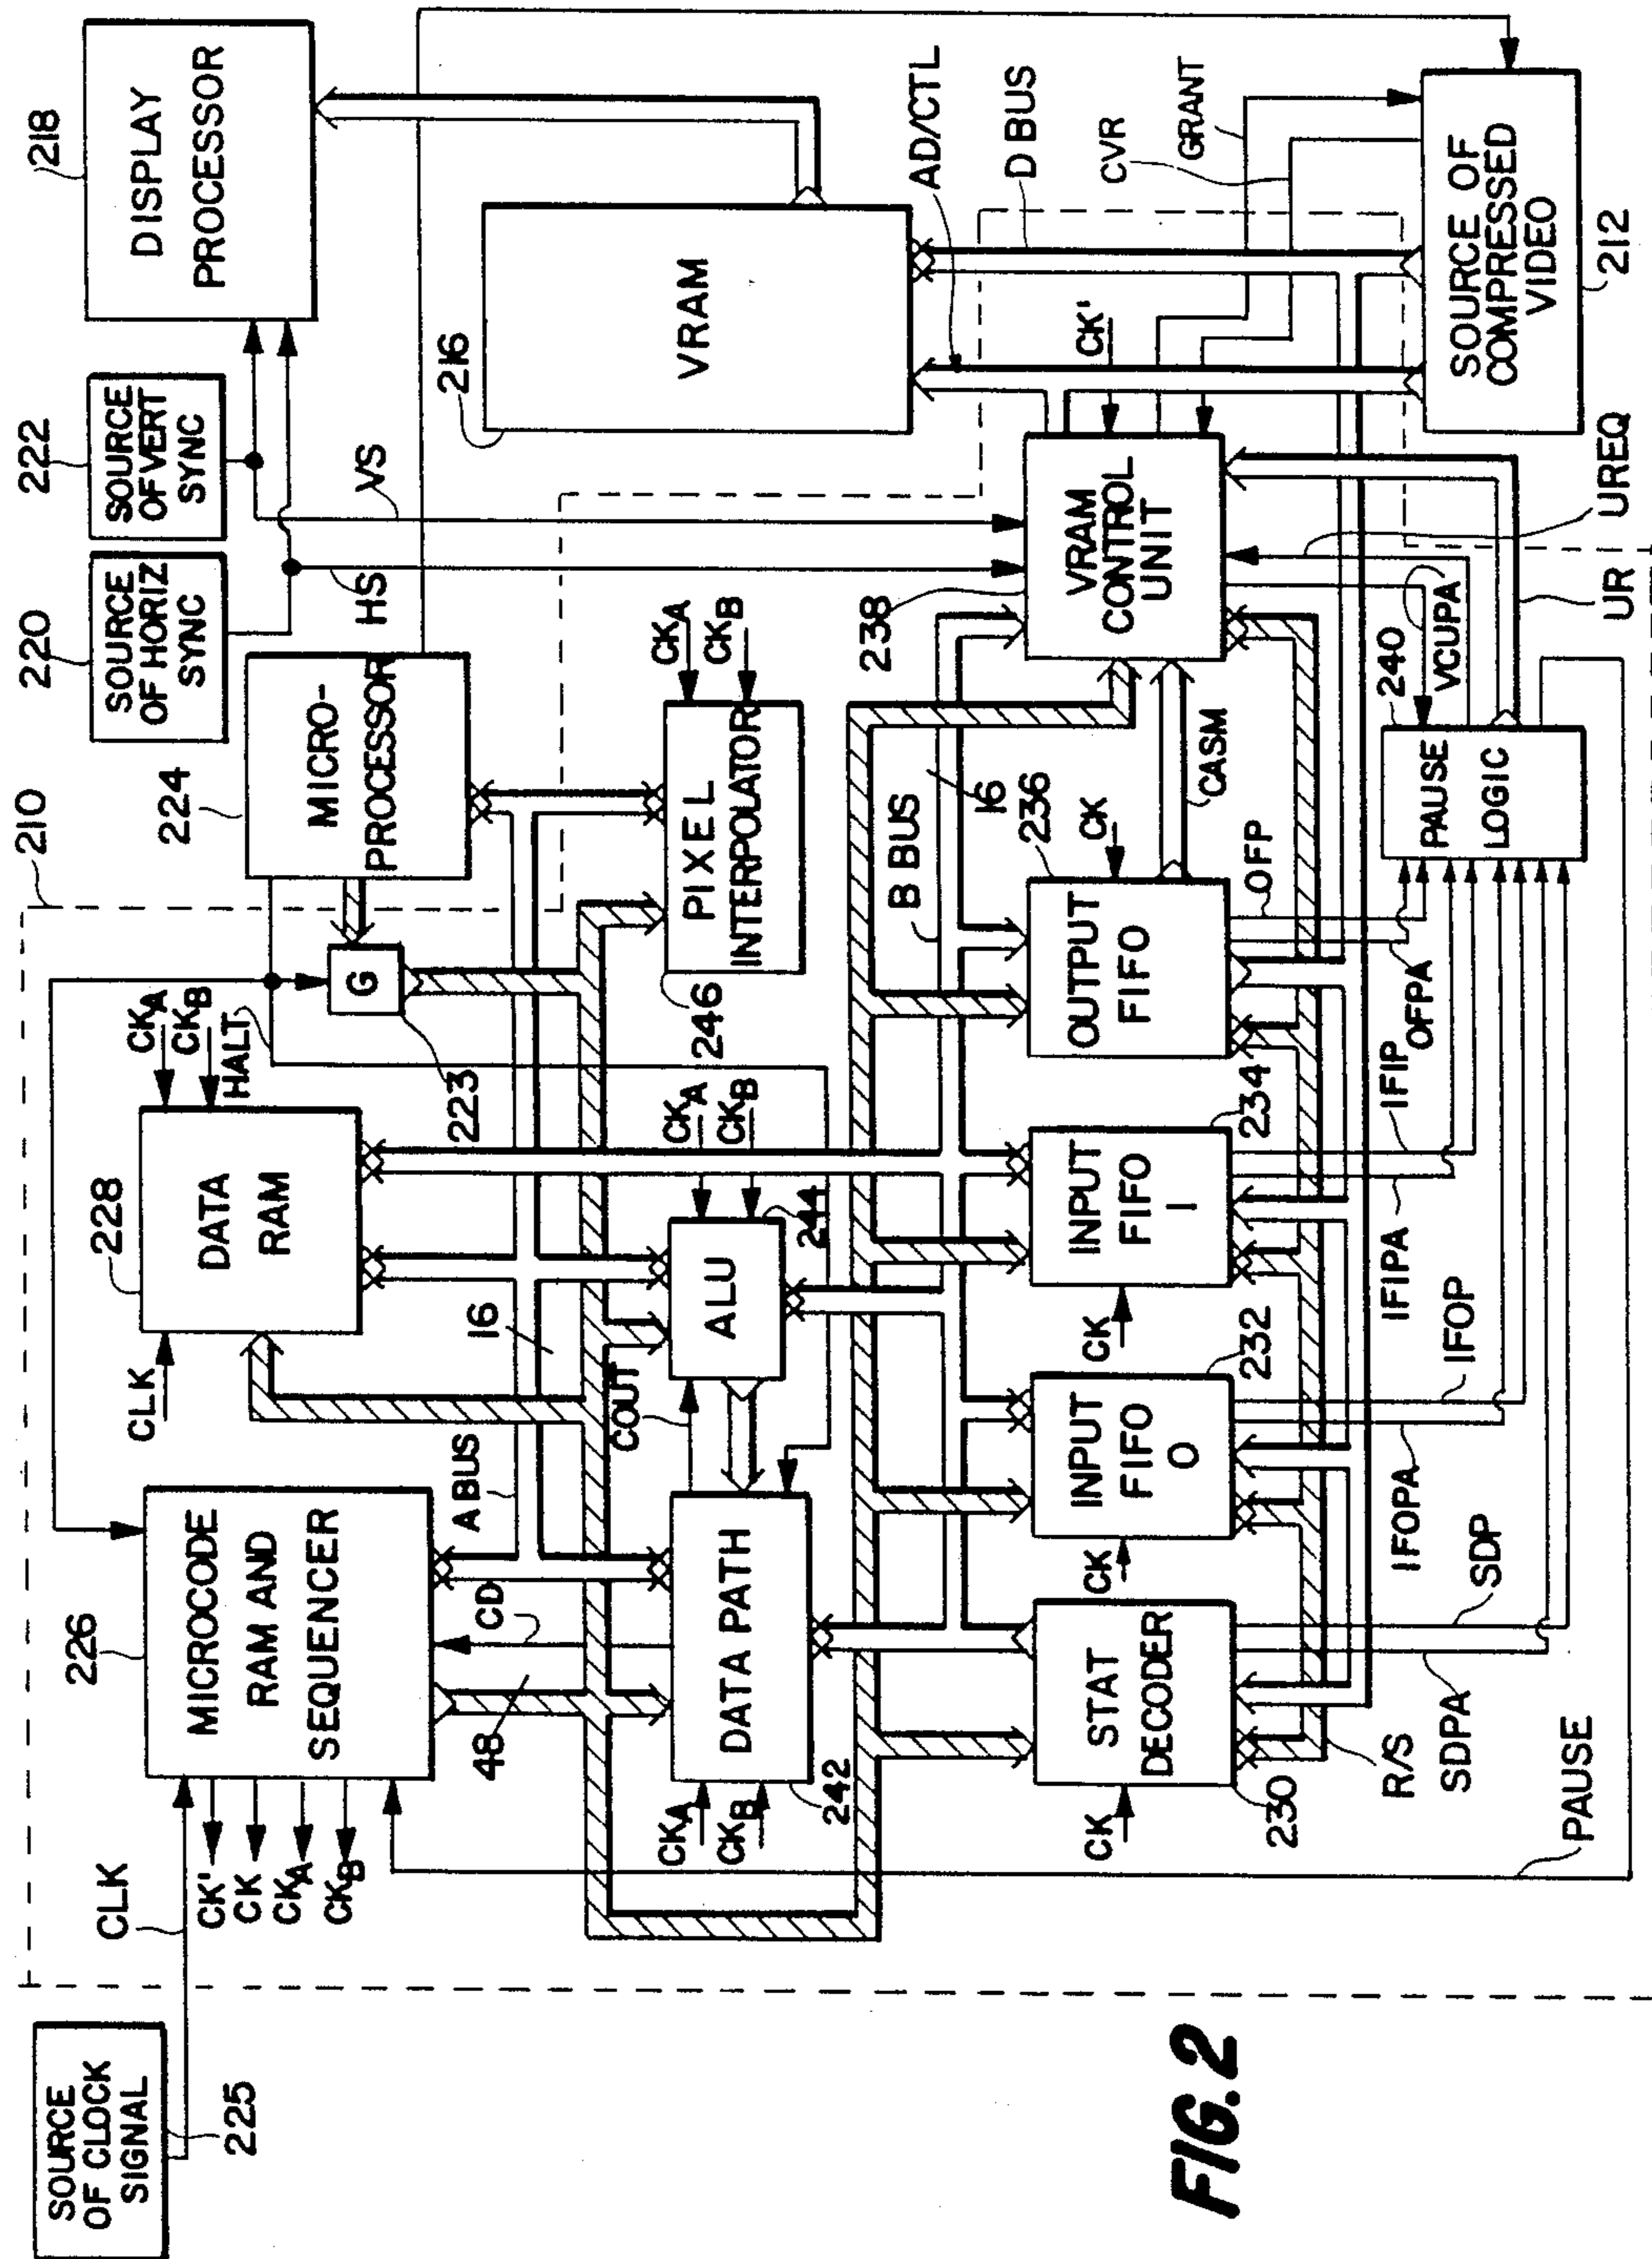 SOURCE
OF CLOCK
SIGNAL
225
CLK
CK'
CK
CKA
CKB
226
MICROCODE
RAM AND
SEQUENCER
CLK
228
DATA
RAM
CKA
CKB
HALT
210
G
223
224
MICRO-
PROCESSOR
220
SOURCE
OF HORIZ
SYNC
222
SOURCE
OF VERT
SYNC
218
DISPLAY
PROCESSOR
HS
VS
48
CD
A BUS
16
CKA
CKB
242
DATA PATH
COUT
ALU
244
CKA
CKB
246
PIXEL
INTERPOLATOR
CKA
CKB
216
VRAM
CK
STAT
DECODER
230
CK
INPUT
FIFO
0
232
CK
INPUT
FIFO
1
234
B BUS
16
OUTPUT
FIFO
236
CK
CASM
238
VRAM
CONTROL
UNIT
CK'
AD/CTL
D BUS
CVR
GRANT
SOURCE OF
COMPRESSED
VIDEO
212
PAUSE
R/S
SDPA
SDP
IFOPA
IFOP
IFIPA
IFIP
OFPA
OFP
PAUSE
LOGIC
240
VCUPA
UR
UREQ
FIG. 2